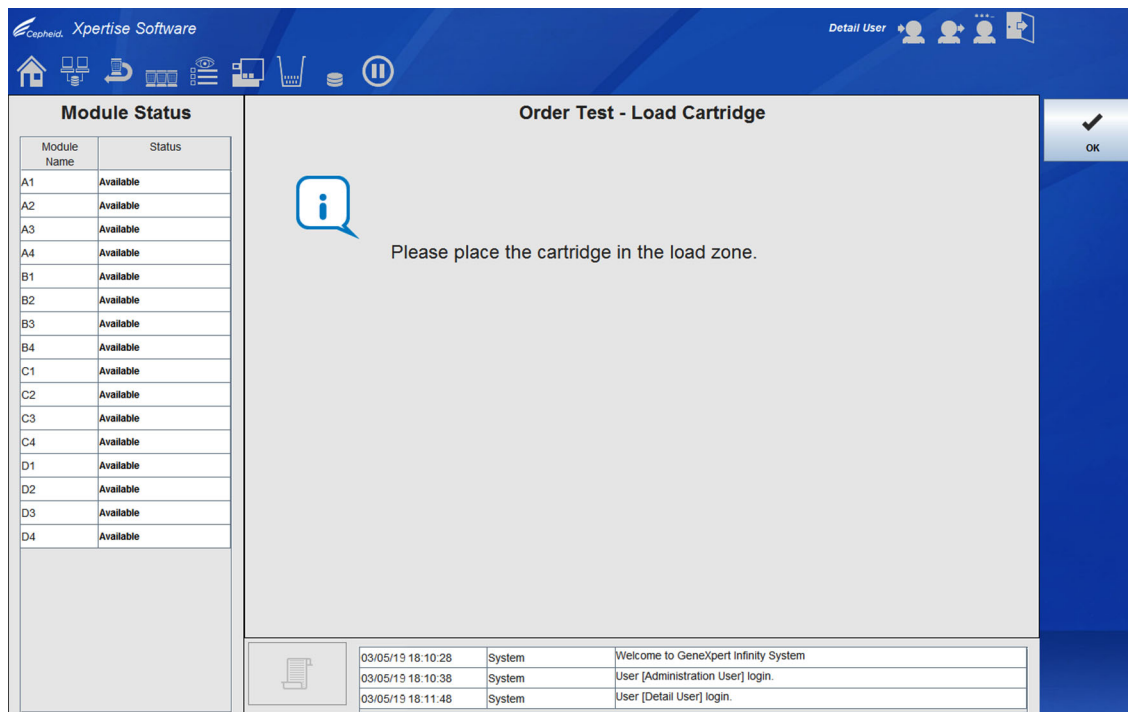 Cepheid. Xpertise Software
Detail User
Module Status
Order Test - Load Cartridge
OK
Module Name Status
A1 Available
A2 Available
A3 Available
A4 Available
B1 Available
B2 Available
B3 Available
B4 Available
C1 Available
C2 Available
C3 Available
C4 Available
D1 Available
D2 Available
D3 Available
D4 Available
Please place the cartridge in the load zone.
03/05/19 18:10:28 System Welcome to GeneXpert Infinity System
03/05/19 18:10:38 System User [Administration User] login.
03/05/19 18:11:48 System User [Detail User] login.